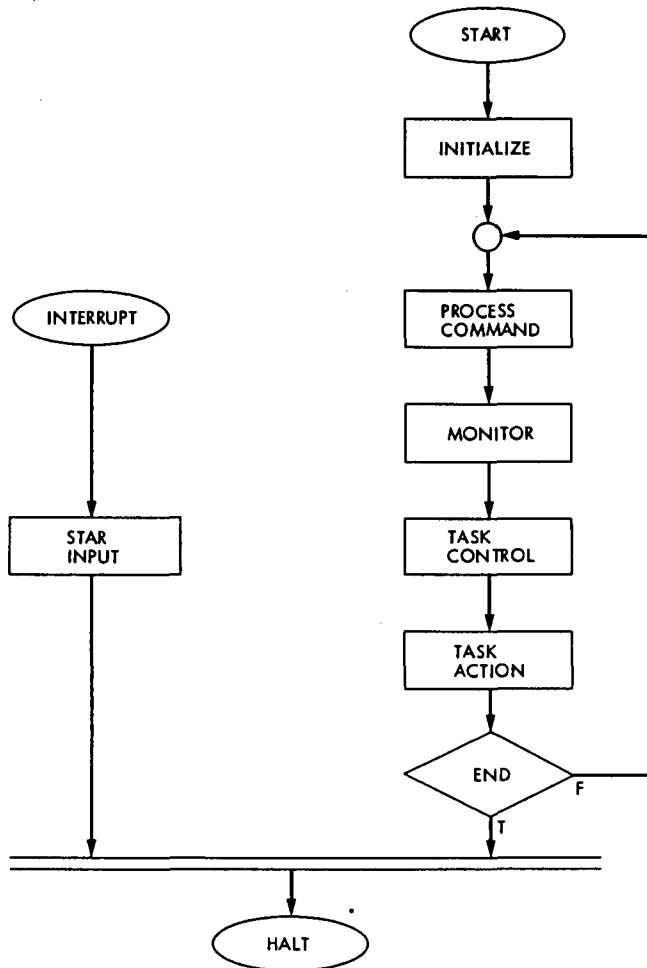 START
INITIALIZE
INTERRUPT
PROCESS
COMMAND
MONITOR
STAR
INPUT
TASK
CONTROL
TASK
ACTION
END
F
T
HALT